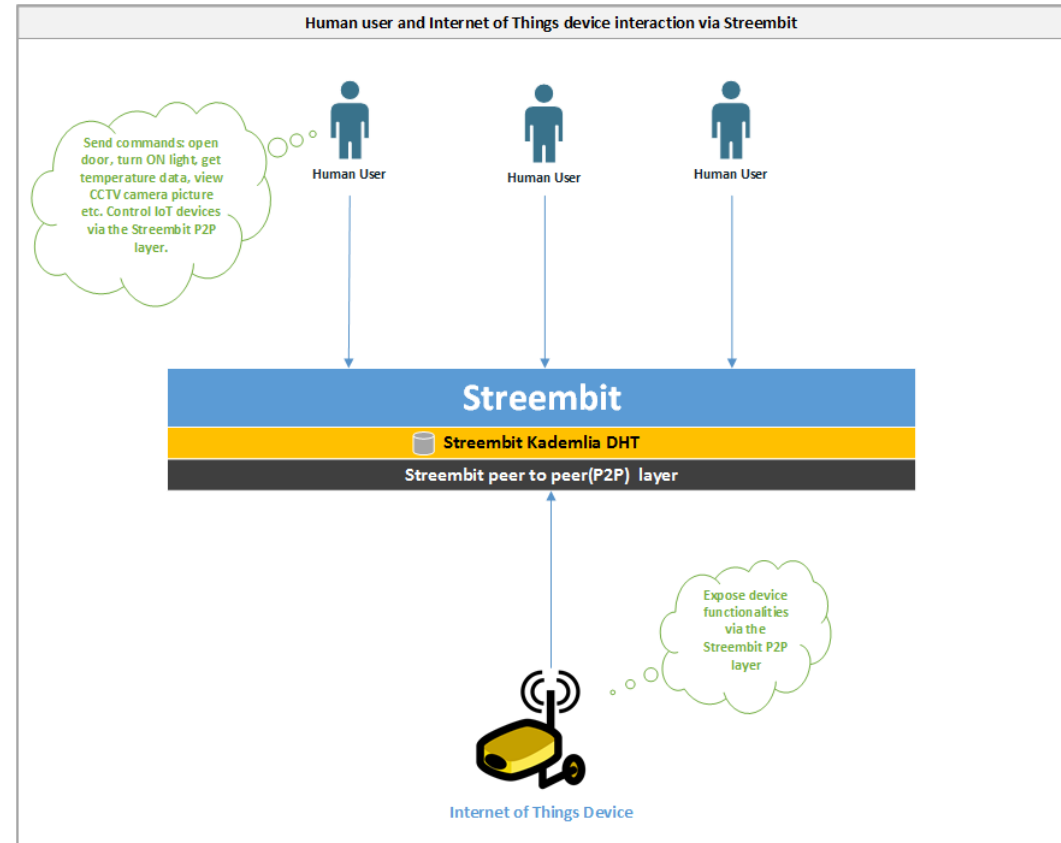 Human user and Internet of Things device interaction via Streembit
Send commands: open
door, turn ON light, get
temperature data, view
CCTV camera picture
etc. Control IoT devices
via the Streembit P2P
layer.
Human User
Human User
Human User
Streembit
Streembit Kademlia DHT
Streembit peer to peer(P2P) layer
Expose device
functionalities
via the
Streembit P2P
layer
Internet of Things Device